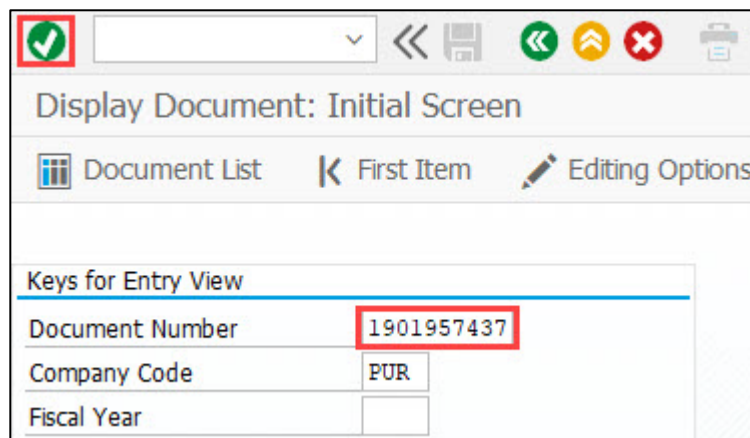 Display Document: Initial Screen
Document List First Item Editing Options
Keys for Entry View
Document Number 1901957437
Company Code PUR
Fiscal Year